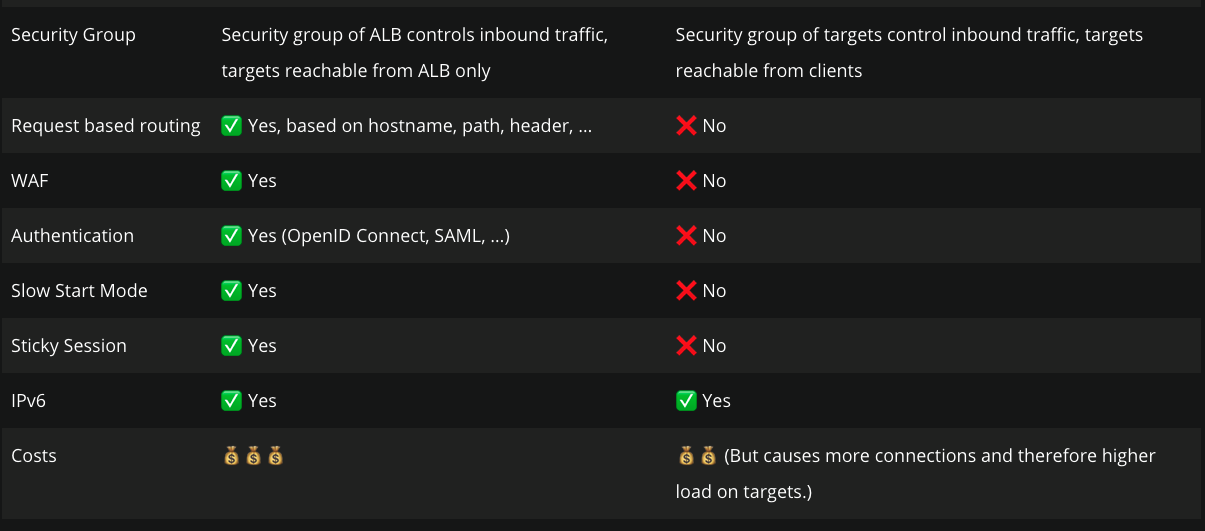 Security Group
Security group of ALB controls inbound traffic,
targets reachable from ALB only
Security group of targets control inbound traffic, targets
reachable from clients
Request based routing
✅ Yes, based on hostname, path, header, ...
❌ No
WAF
✅ Yes
❌ No
Authentication
✅ Yes (OpenID Connect, SAML, ...)
❌ No
Slow Start Mode
✅ Yes
❌ No
Sticky Session
✅ Yes
❌ No
IPv6
✅ Yes
✅ Yes
Costs
💰 💰 💰
💰 💰 (But causes more connections and therefore higher
load on targets.)